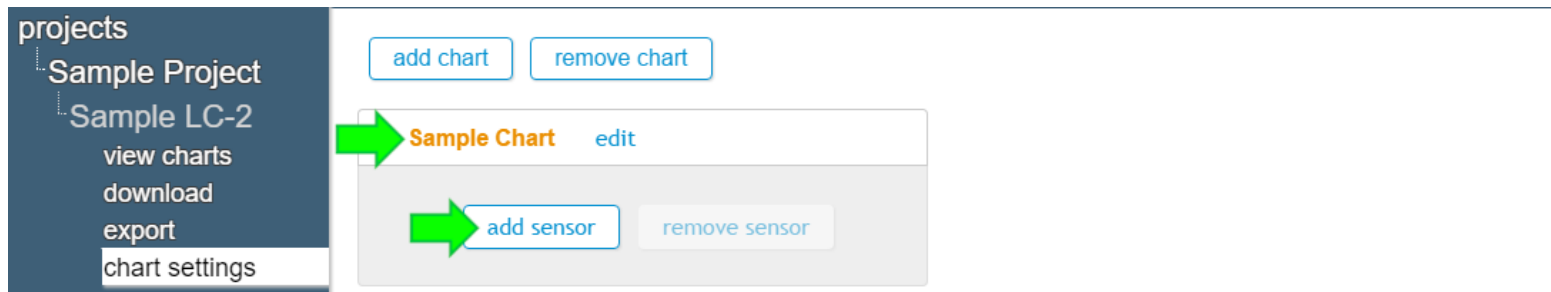 projects
Sample Project
Sample LC-2
view charts
download
export
chart settings
add chart remove chart
Sample Chart edit
add sensor remove sensor